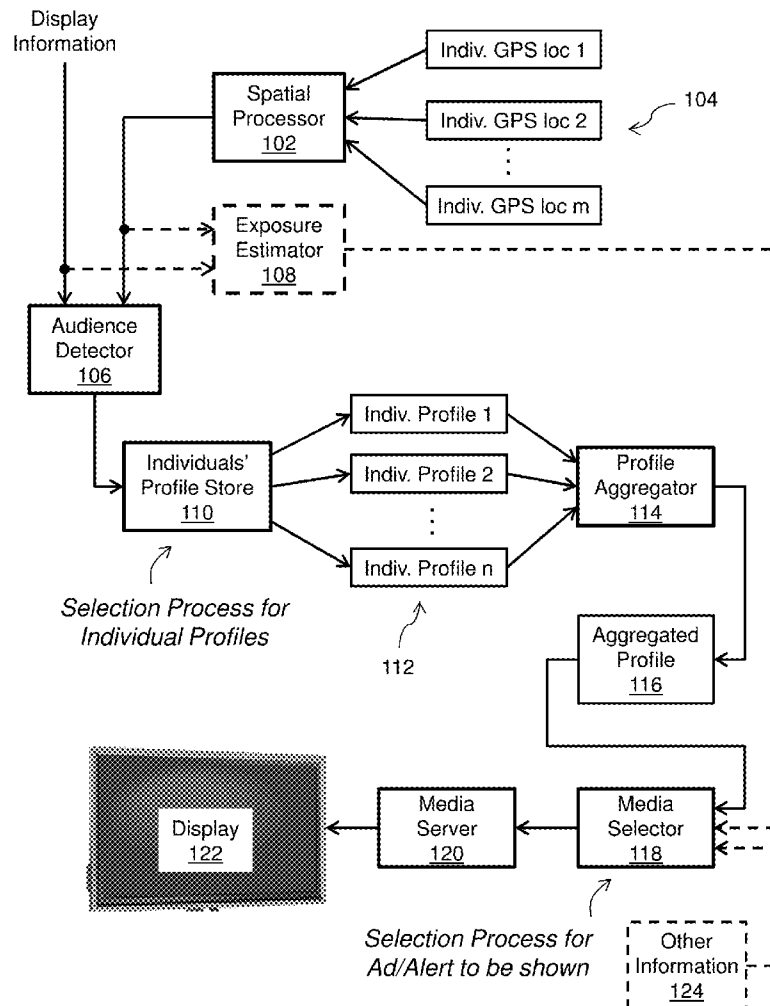 Display
Information
Spatial
Processor
102
Indiv. GPS loc 1
Indiv. GPS loc 2
Indiv. GPS loc m
104
Exposure
Estimator
108
Audience
Detector
106
Individuals'
Profile Store
110
Indiv. Profile 1
Indiv. Profile 2
Indiv. Profile n
112
Profile
Aggregator
114
Selection Process for
Individual Profiles
Aggregated
Profile
116
Display
122
Media
Server
120
Media
Selector
118
Selection Process for
Ad/Alert to be shown
Other
Information
124